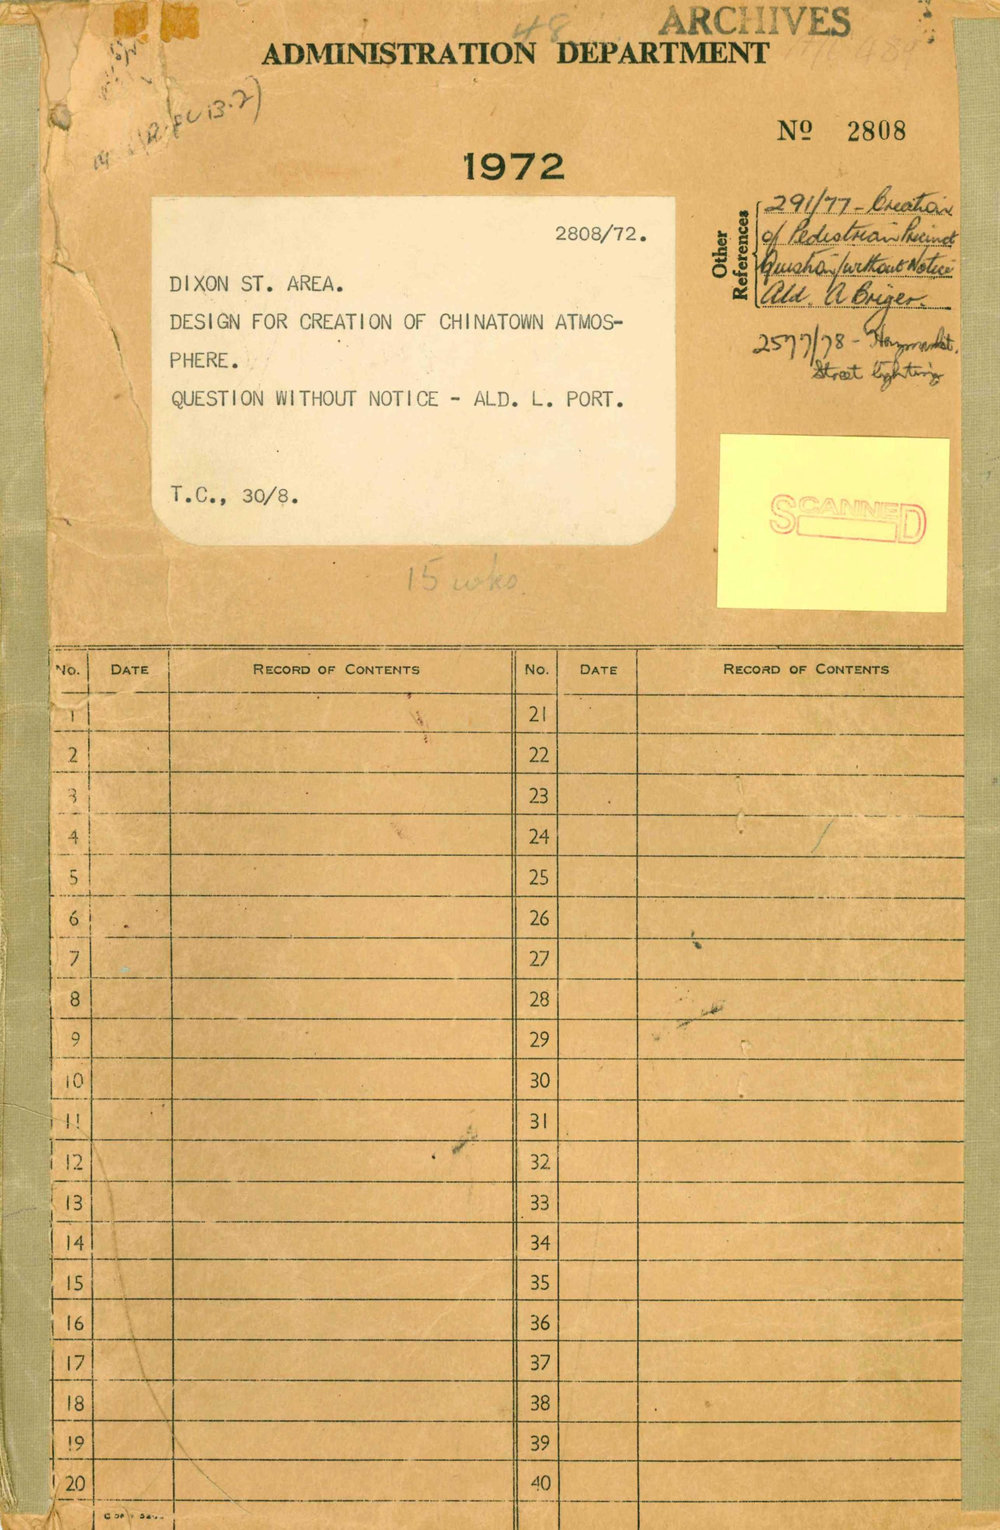 48
ARCHIVES
ADMINISTRATION DEPARTMENT
Nº 2808
1972
Other References
291/77 - Creation
of Pedestrian Precinct
Question/without Notice
Ald. A Briger.
2577/78 - Haymarket.
Street lighting
2808/72.
DIXON ST. AREA.
DESIGN FOR CREATION OF CHINATOWN ATMOS-
PHERE.
QUESTION WITHOUT NOTICE - ALD. L. PORT.
T.C., 30/8.
SCANNED
15 wks.
No. DATE RECORD OF CONTENTS No. DATE RECORD OF CONTENTS
1 21
2 22
3 23
4 24
5 25
6 26
7 27
8 28
9 29
10 30
11 31
12 32
13 33
14 34
15 35
16 36
17 37
18 38
19 39
20 40